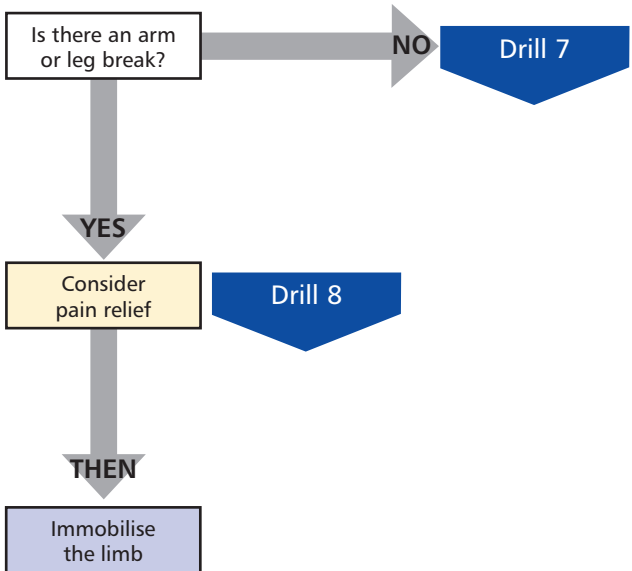 Is there an arm
or leg break?
NO
Drill 7
YES
Consider
pain relief
Drill 8
THEN
Immobilise
the limb